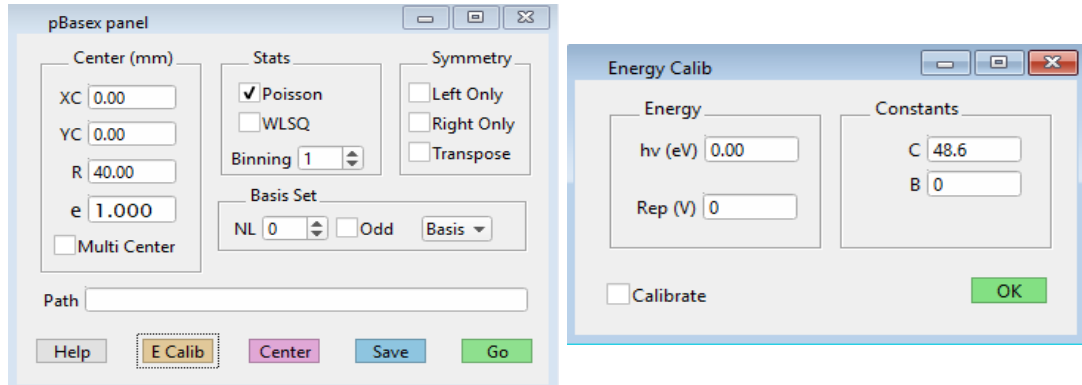 pBasex panel
Center (mm)
XC 0.00
YC 0.00
R 40.00
e 1.000
Multi Center
Stats
Poisson
WLSQ
Binning 1
Symmetry
Left Only
Right Only
Transpose
Basis Set
NL 0 Odd Basis
Path
Help E Calib Center Save Go
Energy Calib
Energy
hv (eV) 0.00
Rep (V) 0
Constants
C 48.6
B 0
Calibrate OK